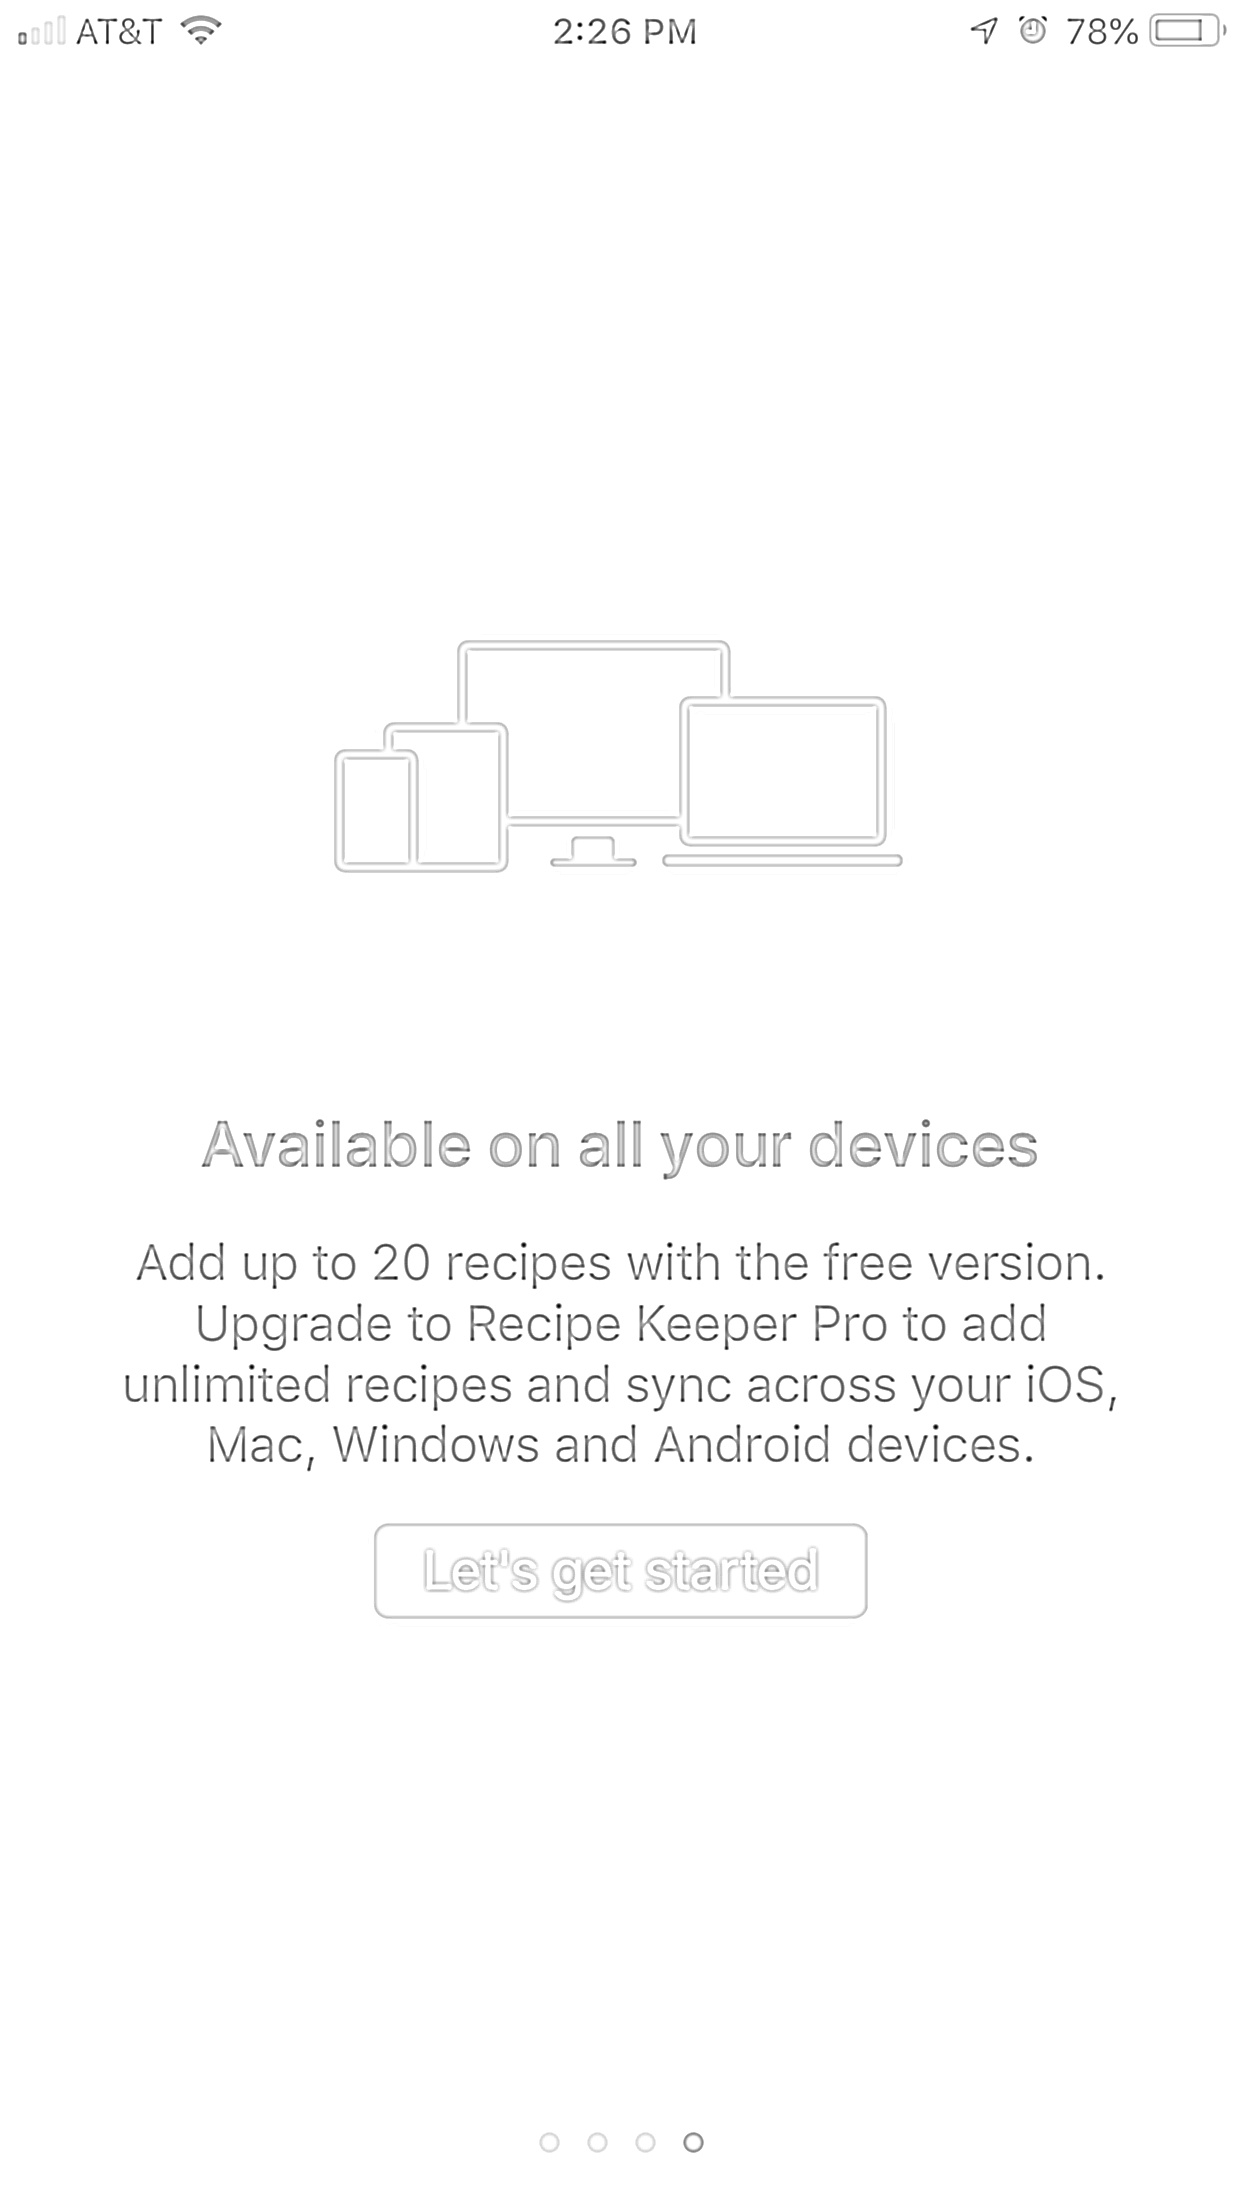 AT&T 2:26 PM 78%
Available on all your devices
Add up to 20 recipes with the free version.
Upgrade to Recipe Keeper Pro to add
unlimited recipes and sync across your iOS,
Mac, Windows and Android devices.
Let's get started